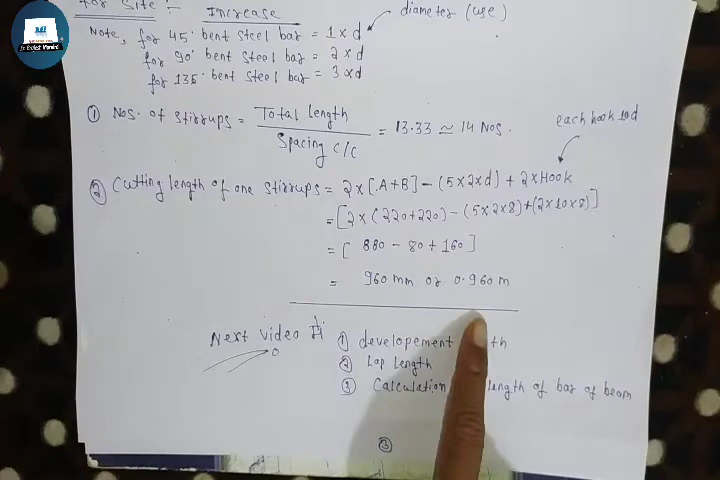 For Site :- Increase
diameter (use)
Note, for 45° bent steel bar = 1 x d
for 90° bent steel bar = 2 x d
for 135° bent steel bar = 3 x d
① Nos. of stirrups = Total Length / Spacing c/c = 13.33 ≃ 14 Nos.
each hook 10d
② Cutting length of one stirrups = 2 x [A+B] - (5x2xd) + 2 x Hook
= [2 x (220+220) - (5x2x8) + (2x10x8)]
= [ 880 - 80 + 160 ]
= 960 mm or 0.960 m
Next video में
① developement th
② Lap Length
③ Calculation length of bar of beam
③